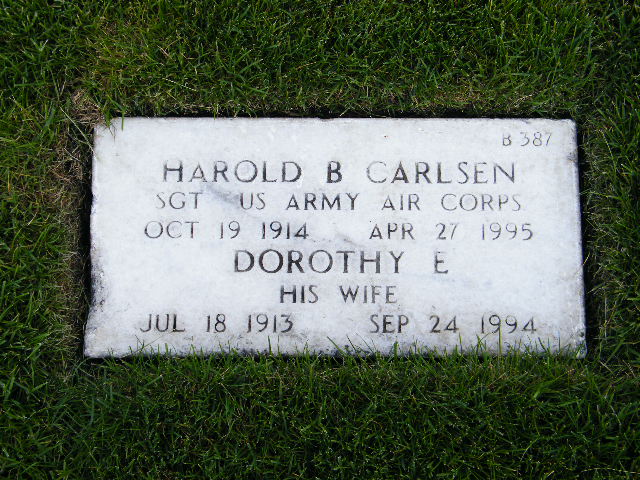 B 387
HAROLD B CARLSEN
SGT US ARMY AIR CORPS
OCT 19 1914 APR 27 1995
DOROTHY E
HIS WIFE
JUL 18 1913 SEP 24 1994